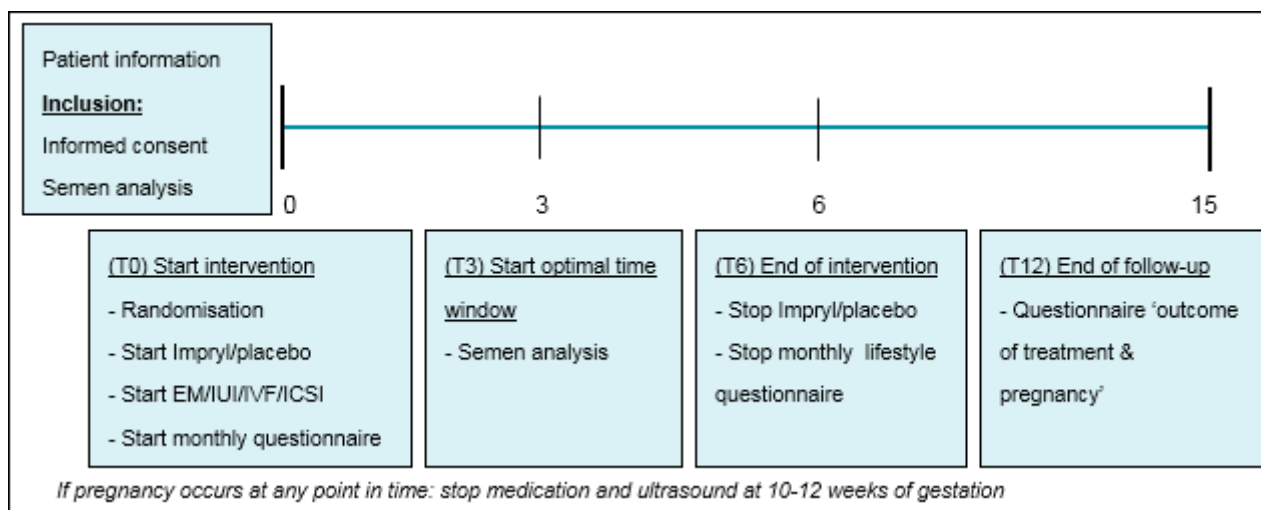 Patient information
Inclusion:
Informed consent
Semen analysis
0
3
6
15
(T0) Start intervention
- Randomisation
- Start Impryl/placebo
- Start EM/IUI/IVF/ICSI
- Start monthly questionnaire
(T3) Start optimal time
window
- Semen analysis
(T6) End of intervention
- Stop Impryl/placebo
- Stop monthly lifestyle
questionnaire
(T12) End of follow-up
- Questionnaire ‘outcome
of treatment &
pregnancy’
If pregnancy occurs at any point in time: stop medication and ultrasound at 10-12 weeks of gestation